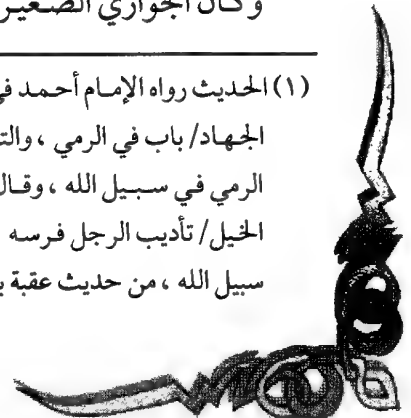 وكان الجواري الصغير
(١) الحديث رواه الإمام أحمد في
الجهاد/ باب في الرمي ، والت
الرمي في سبيل الله ، وقال
الخيل/ تأديب الرجل فرسه
سبيل الله ، من حديث عقبة ب